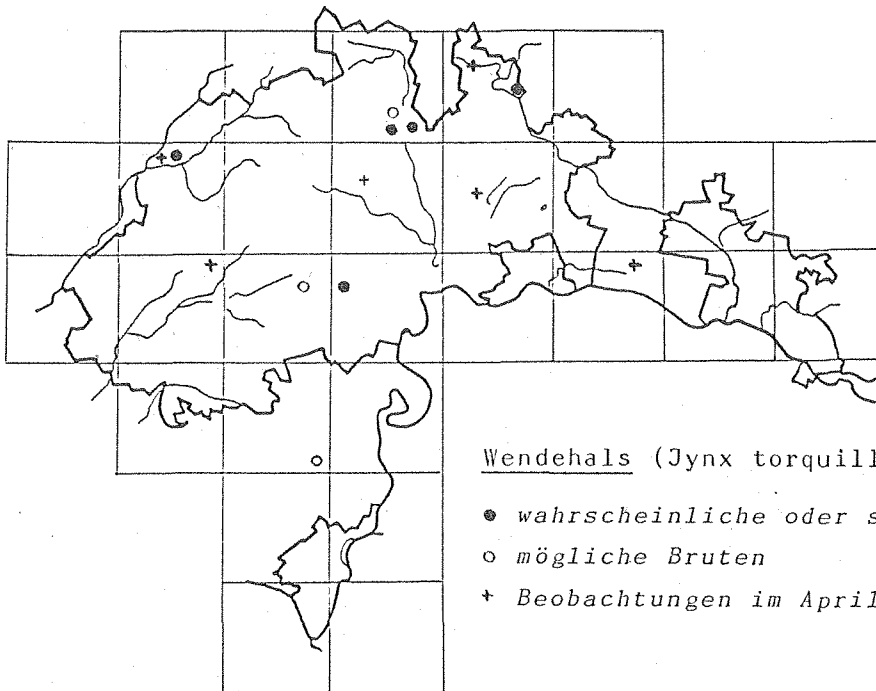 Wendehals (Jynx torquill
● wahrscheinliche oder s
○ mögliche Bruten
+ Beobachtungen im April